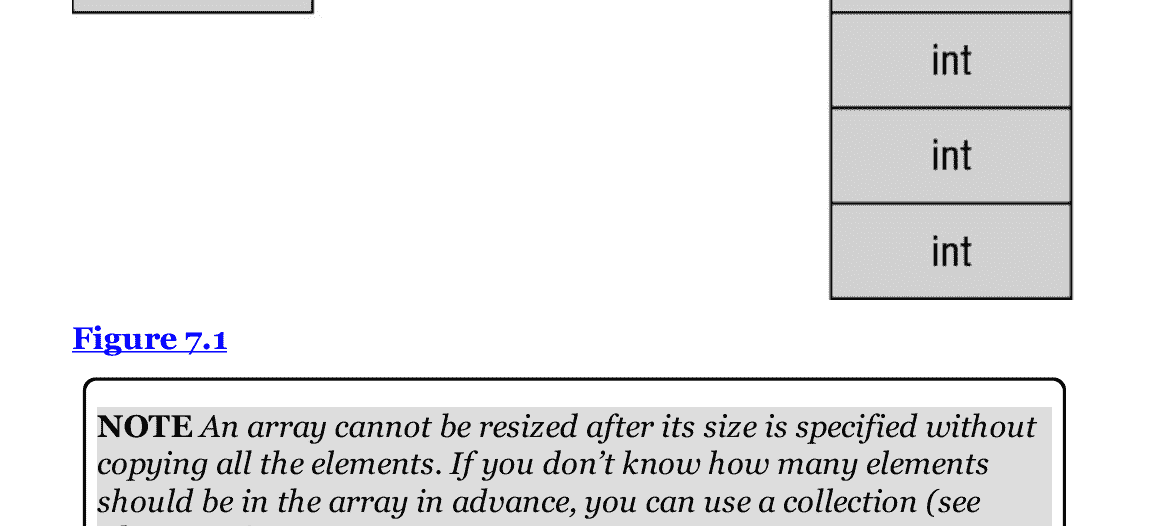 int
int
int
Figure 7.1
NOTE An array cannot be resized after its size is specified without
copying all the elements. If you don’t know how many elements
should be in the array in advance, you can use a collection (see